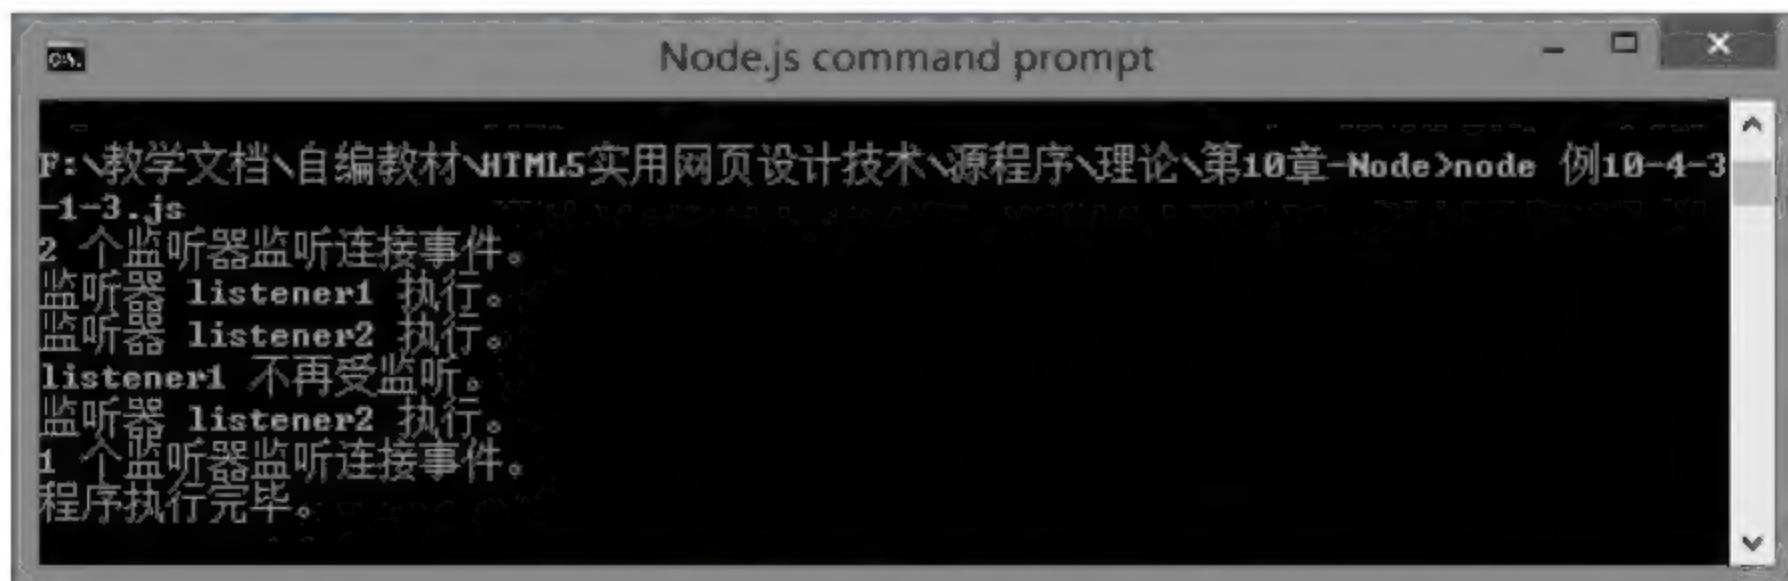 Node.js command prompt
F:\教学文档\自编教材\HTML5实用网页设计技术\源程序\理论\第10章-Node>node 例10-4-3
-1-3.js
2 个监听器监听连接事件。
监听器 listener1 执行。
监听器 listener2 执行。
listener1 不再受监听。
监听器 listener2 执行。
1 个监听器监听连接事件。
程序执行完毕。